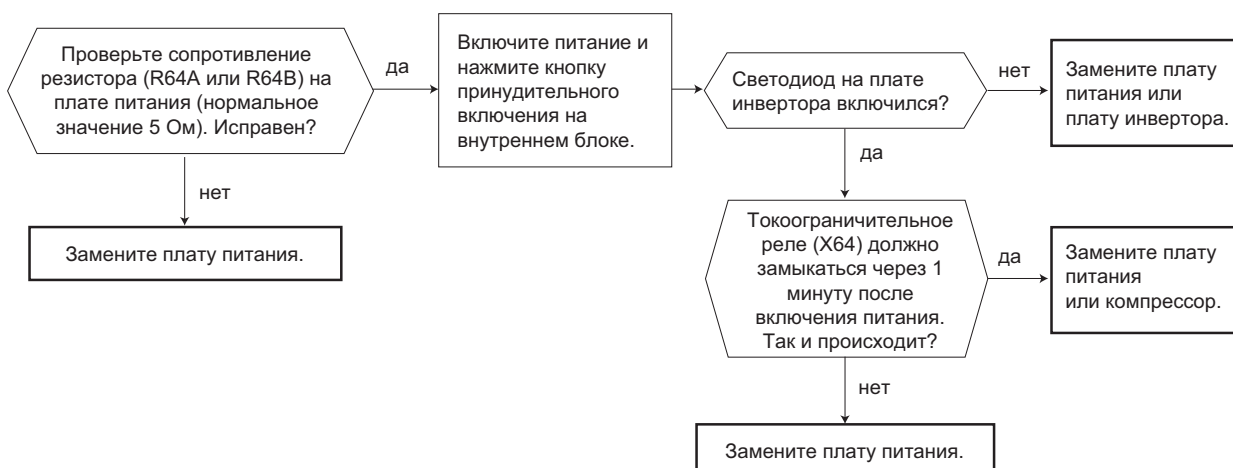 Проверьте сопротивление
резистора (R64A или R64B) на
плате питания (нормальное
значение 5 Ом). Исправен?
да
Включите питание и
нажмите кнопку
принудительного
включения на
внутреннем блоке.
Светодиод на плате
инвертора включился?
нет
Замените плату
питания или
плату инвертора.
нет
Замените плату питания.
да
Токоограничительное
реле (X64) должно
замыкаться через 1
минуту после
включения питания.
Так и происходит?
да
Замените плату
питания
или компрессор.
нет
Замените плату питания.